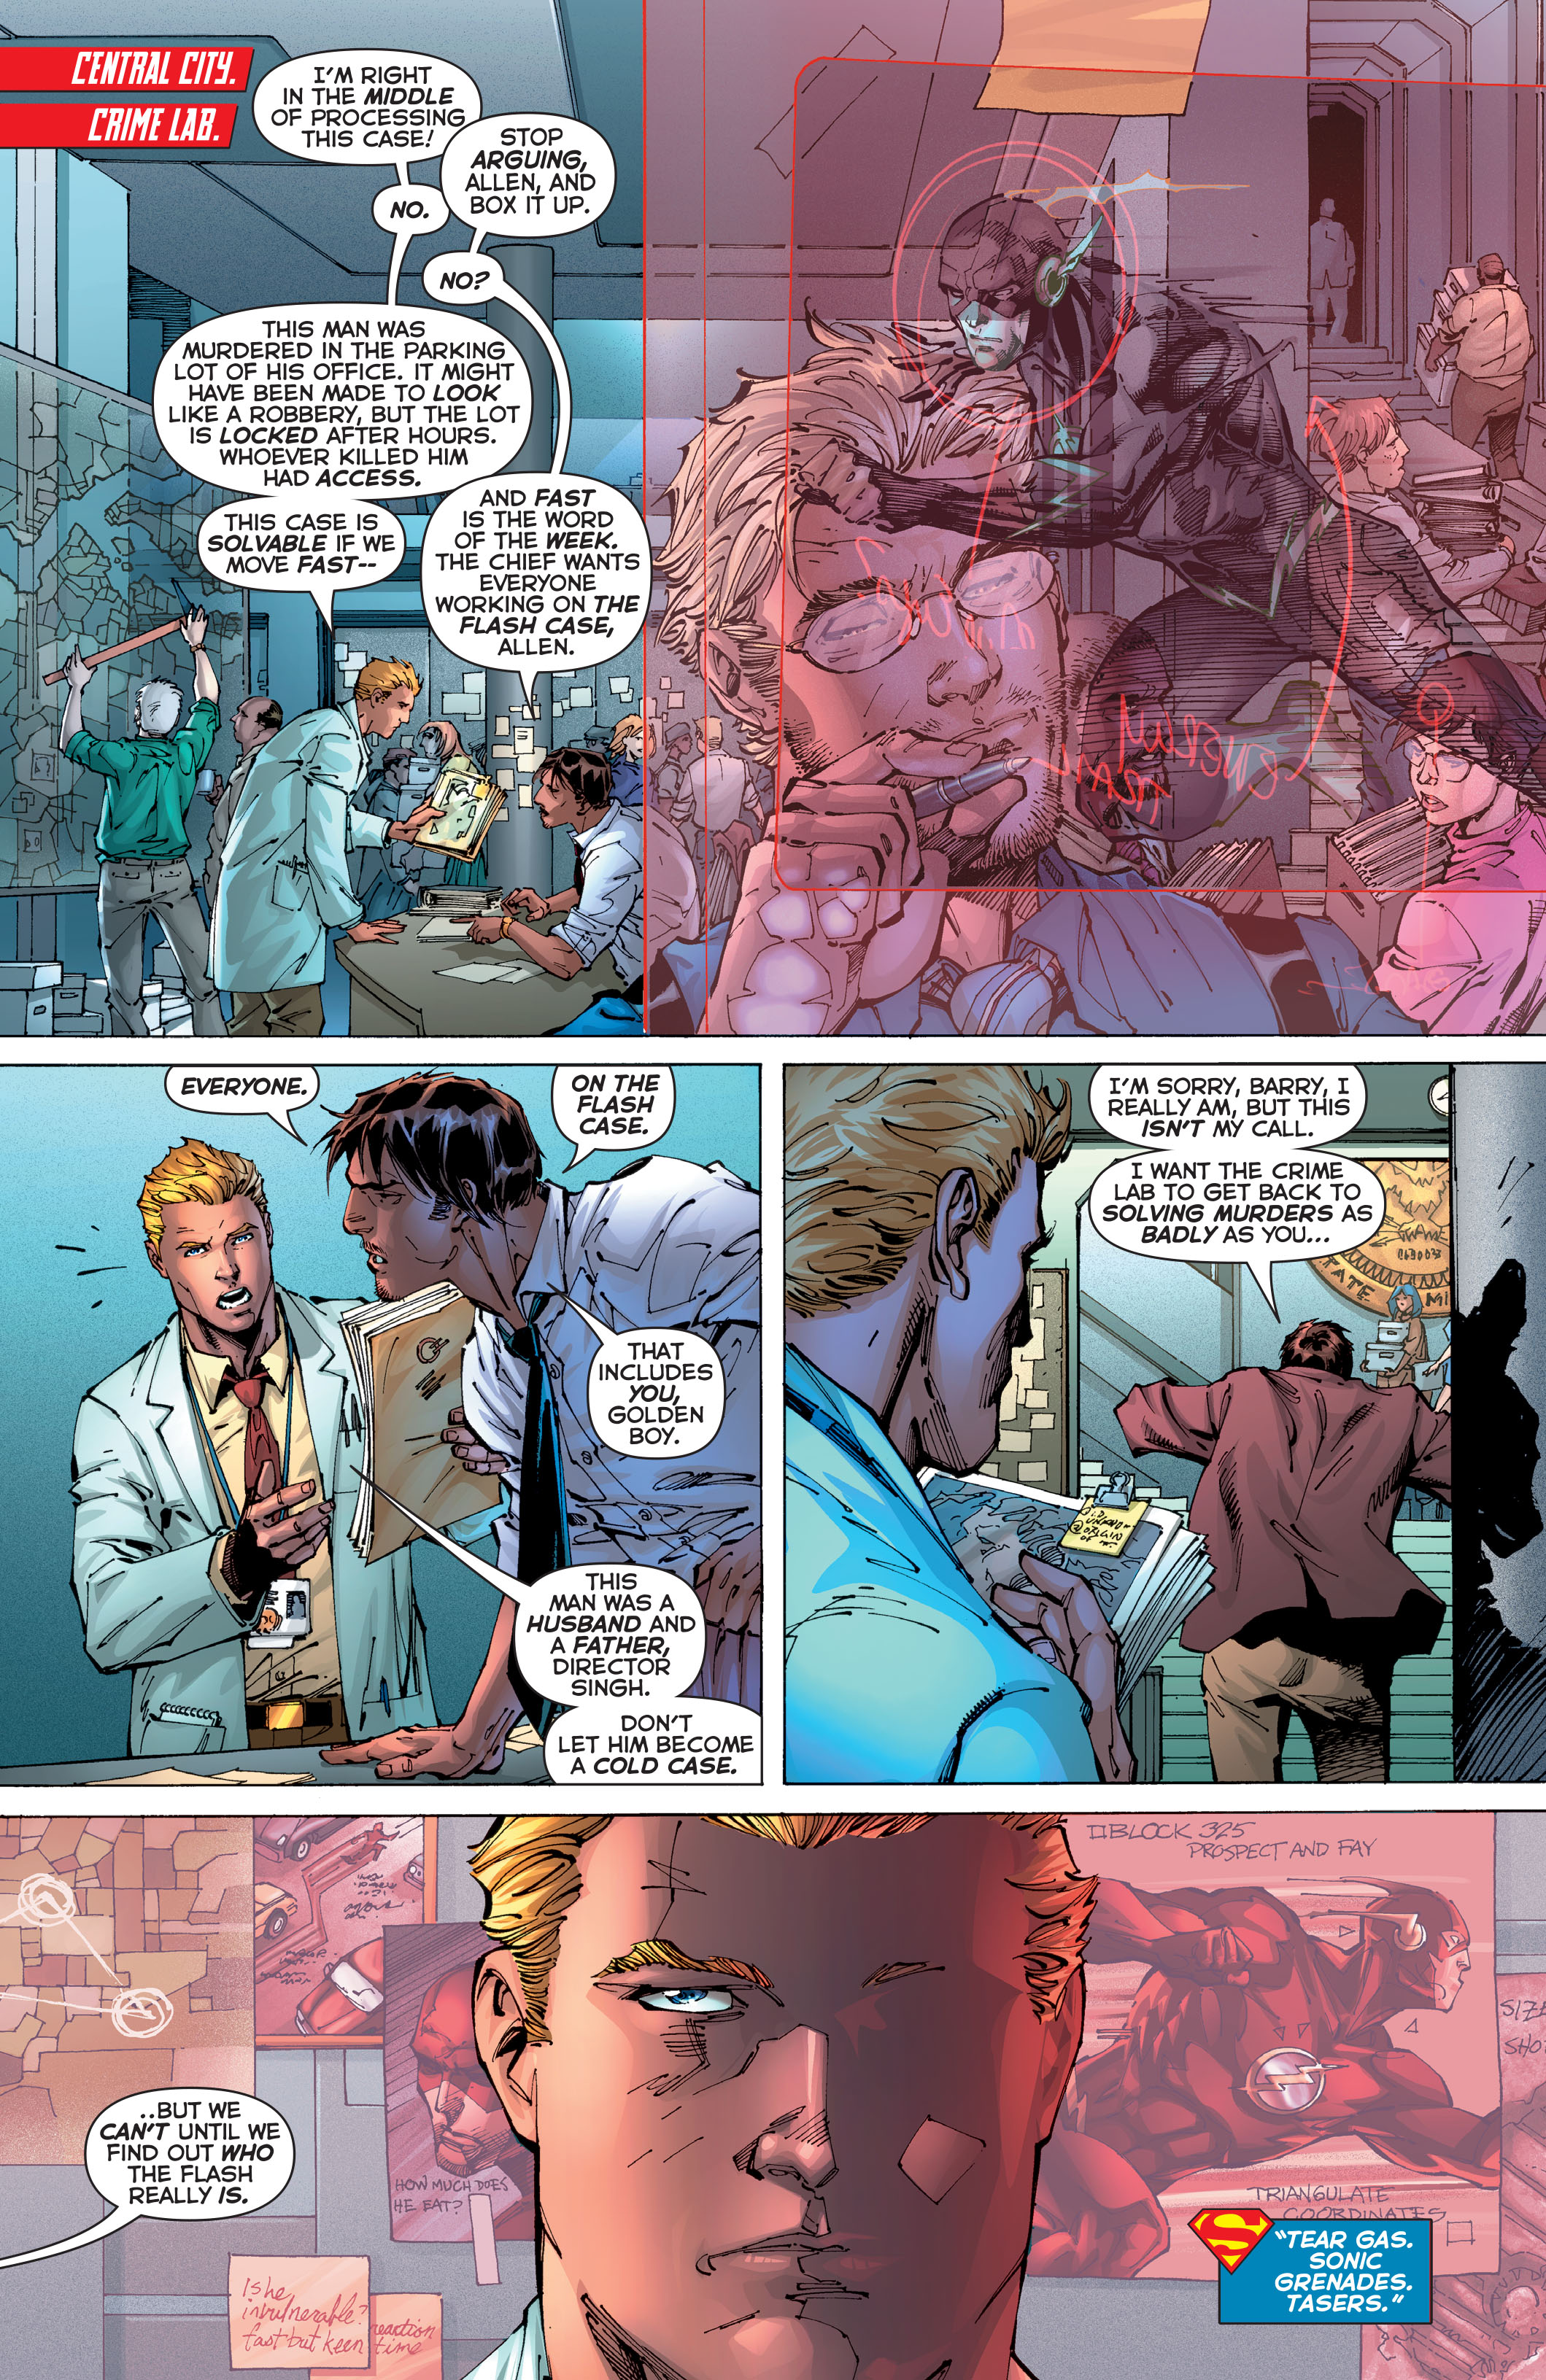 CENTRAL CITY.
CRIME LAB.
I'M RIGHT
IN THE MIDDLE
OF PROCESSING
THIS CASE!
STOP
ARGUING,
ALLEN, AND
BOX IT UP.
NO.
NO?
THIS MAN WAS
MURDERED IN THE PARKING
LOT OF HIS OFFICE. IT MIGHT
HAVE BEEN MADE TO LOOK
LIKE A ROBBERY, BUT THE LOT
IS LOCKED AFTER HOURS.
WHOEVER KILLED HIM
HAD ACCESS.
THIS CASE IS
SOLVABLE IF WE
MOVE FAST--
AND FAST
IS THE WORD
OF THE WEEK.
THE CHIEF WANTS
EVERYONE
WORKING ON THE
FLASH CASE,
ALLEN.
EVERYONE.
ON THE
FLASH
CASE.
THAT
INCLUDES
YOU,
GOLDEN
BOY.
THIS
MAN WAS A
HUSBAND AND
A FATHER,
DIRECTOR
SINGH.
DON'T
LET HIM BECOME
A COLD CASE.
I'M SORRY, BARRY, I
REALLY AM, BUT THIS
ISN'T MY CALL.
I WANT THE CRIME
LAB TO GET BACK TO
SOLVING MURDERS AS
BADLY AS YOU...
STATE MI
I.D.
ORIGIN
OF
BLOCK 325
PROSPECT AND FAY
SIZE
SHO
..BUT WE
CAN'T UNTIL WE
FIND OUT WHO
THE FLASH
REALLY IS.
HOW MUCH DOES
HE EAT?
TRIANGULATE
COORDINATES
Is he
invulnerable?
fast but keen
reaction
time
S
"TEAR GAS.
SONIC
GRENADES.
TASERS."